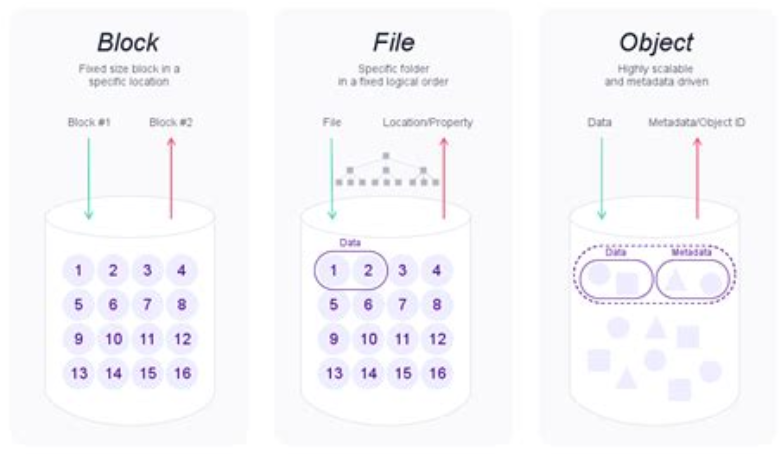 Block
Fixed size block in a
specific location
Block #1
Block #2
1 2 3 4
5 6 7 8
9 10 11 12
13 14 15 16
File
Specific folder
in a fixed logical order
File
Location/Property
Data
1 2 3 4
5 6 7 8
9 10 11 12
13 14 15 16
Object
Highly scalable
and metadata driven
Data
Metadata/Object ID
Data
Metadata